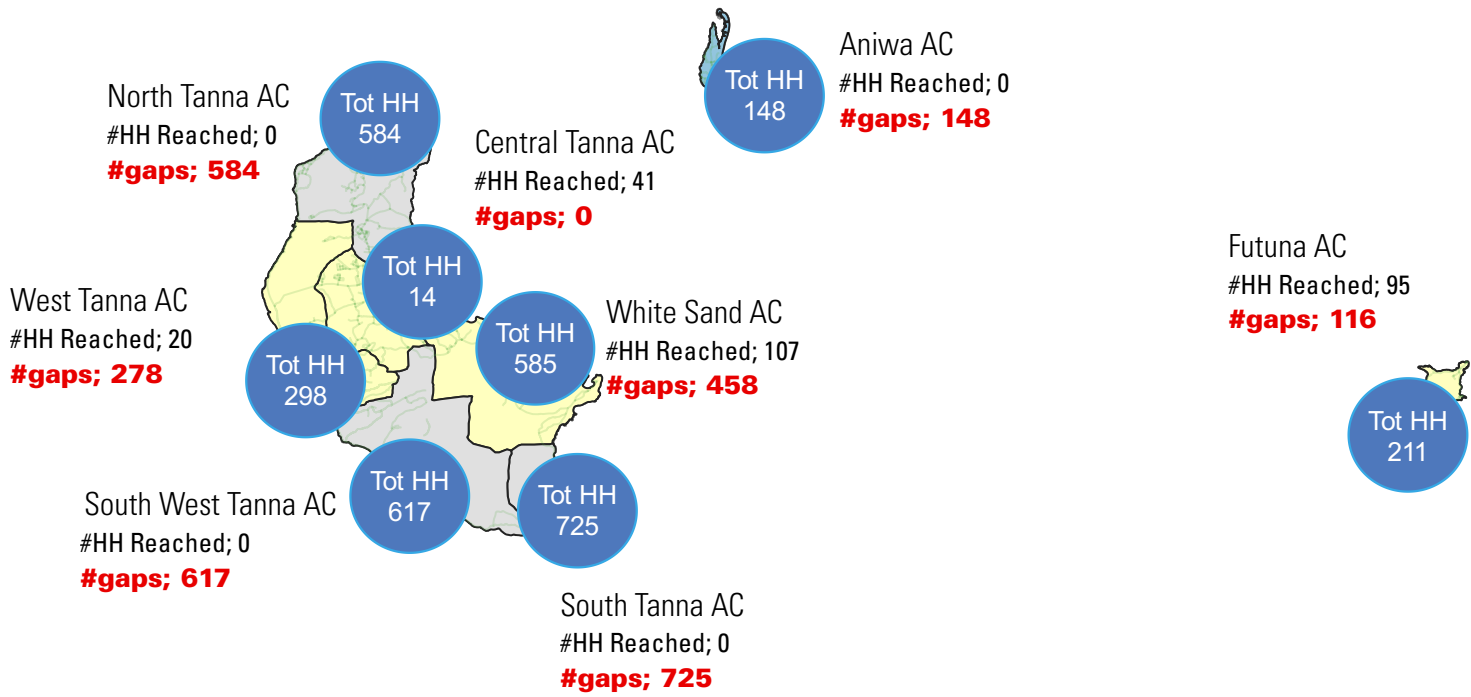 North Tanna AC
#HH Reached; 0
#gaps; 584
Tot HH
584
Central Tanna AC
#HH Reached; 41
#gaps; 0
Tot HH
14
Aniwa AC
#HH Reached; 0
#gaps; 148
Tot HH
148
West Tanna AC
#HH Reached; 20
#gaps; 278
Tot HH
298
White Sand AC
#HH Reached; 107
#gaps; 458
Tot HH
585
Futuna AC
#HH Reached; 95
#gaps; 116
Tot HH
211
South West Tanna AC
#HH Reached; 0
#gaps; 617
Tot HH
617
Tot HH
725
South Tanna AC
#HH Reached; 0
#gaps; 725